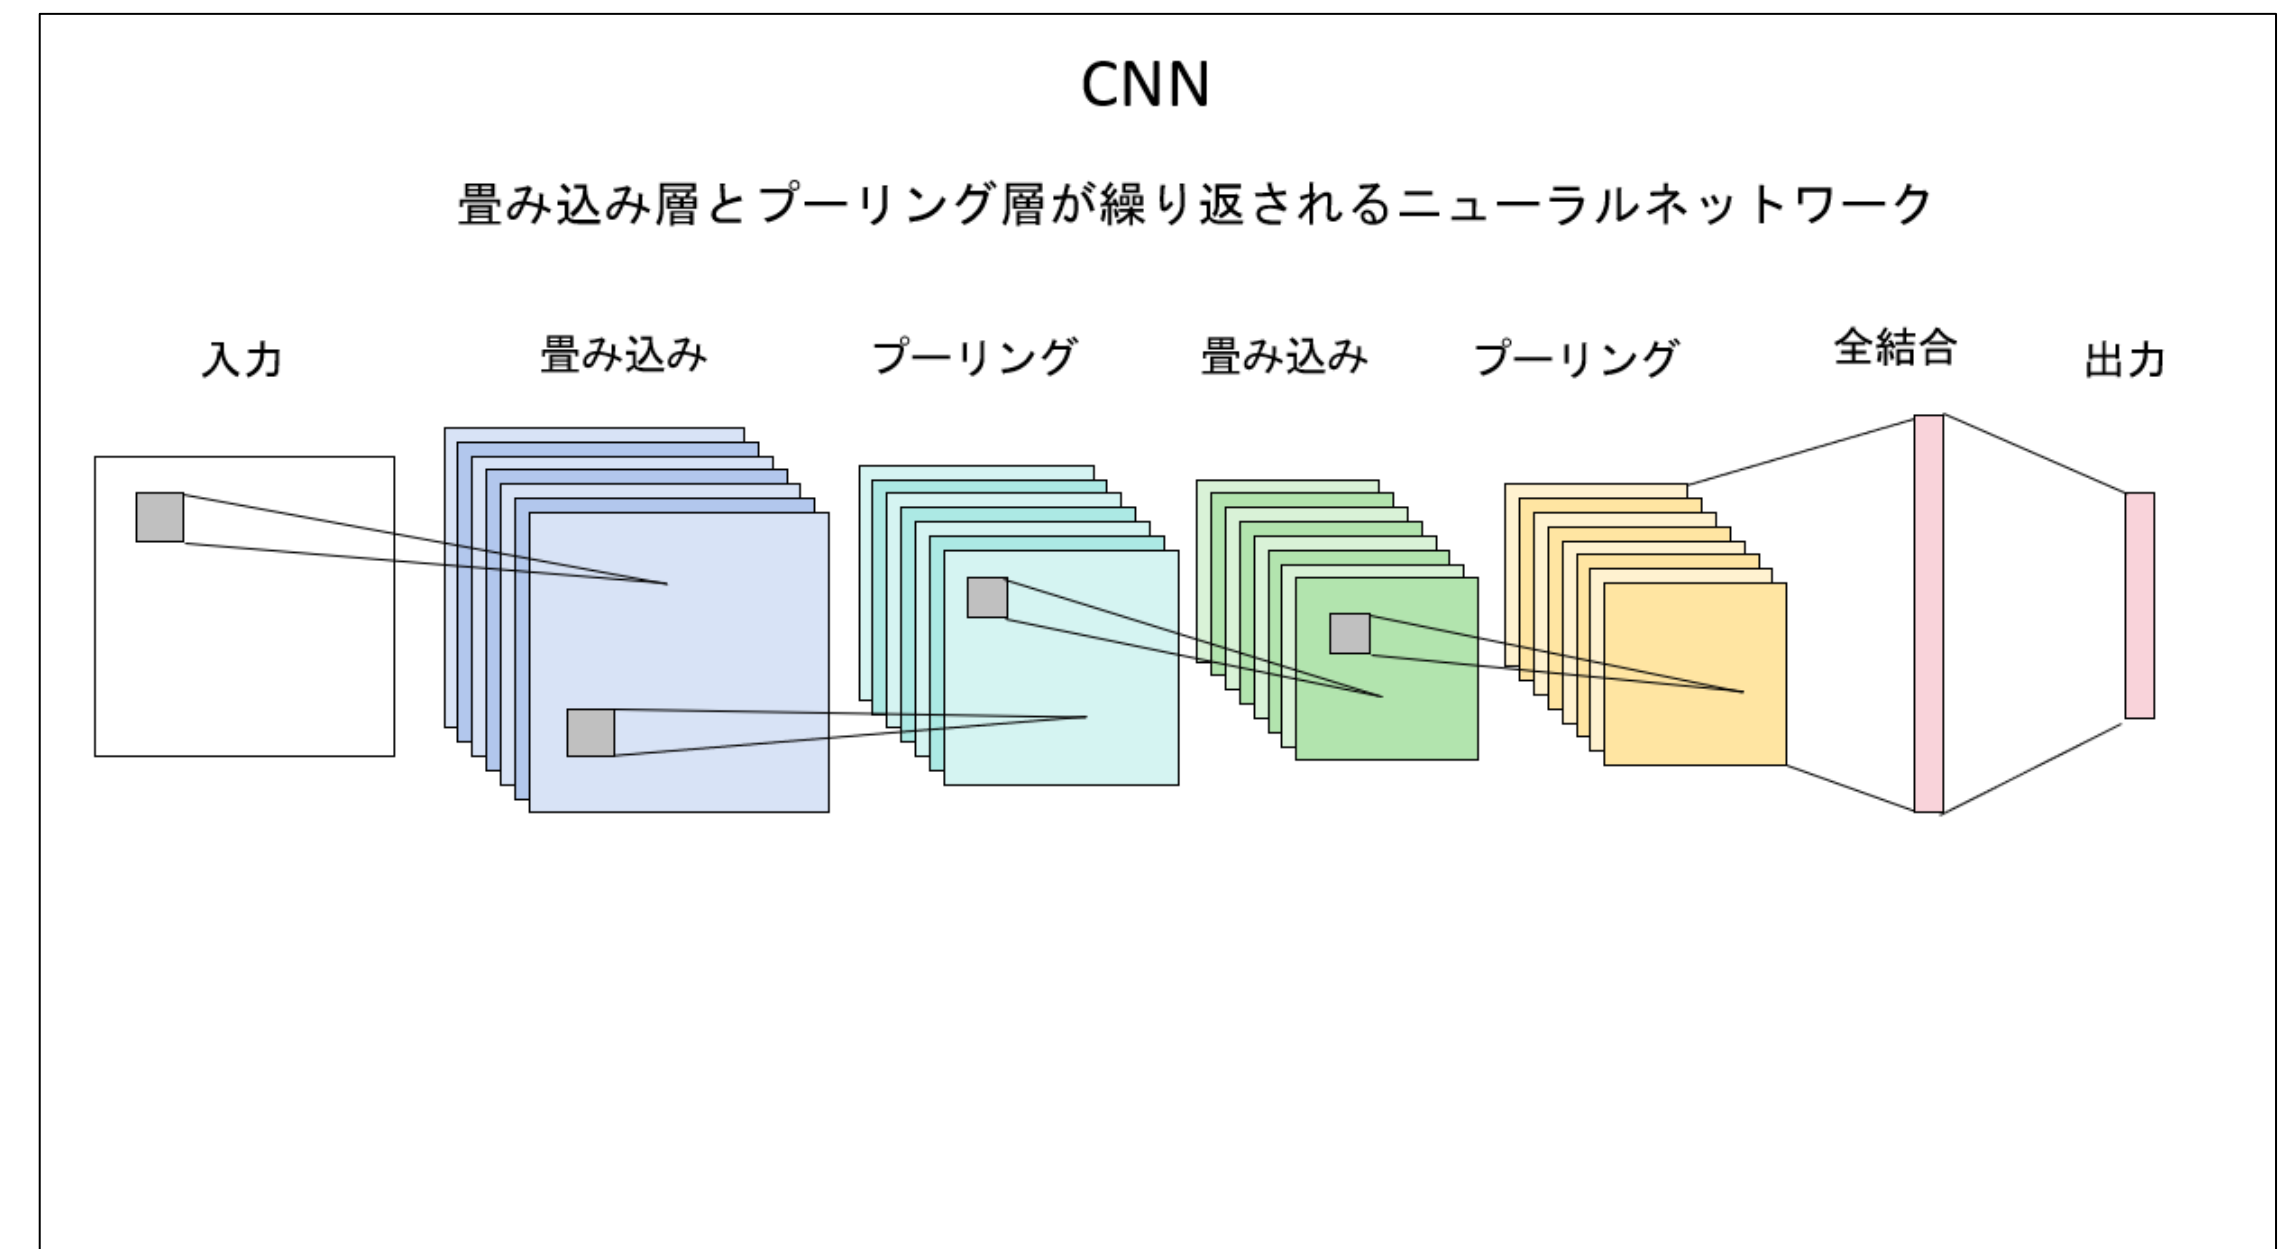 CNN
畳み込み層とプーリング層が繰り返されるニューラルネットワーク
入力 畳み込み プーリング 畳み込み プーリング 全結合 出力